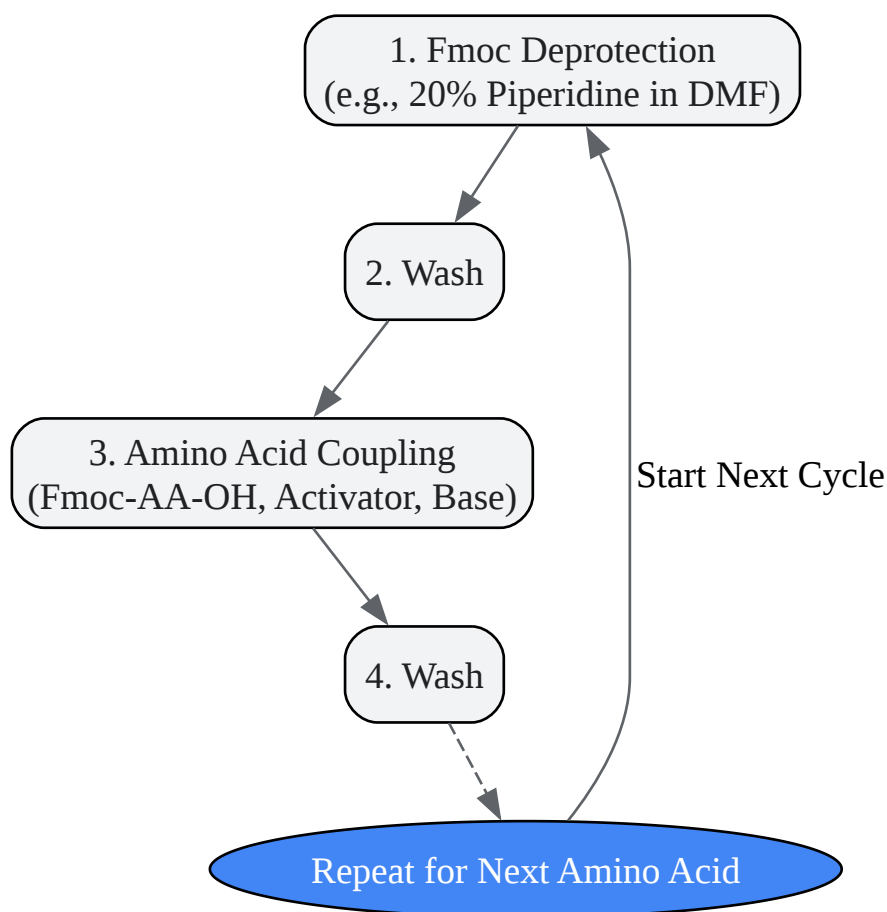 1. Fmoc Deprotection
(e.g., 20% Piperidine in DMF)
2. Wash
3. Amino Acid Coupling
(Fmoc-AA-OH, Activator, Base)
Start Next Cycle
4. Wash
Repeat for Next Amino Acid